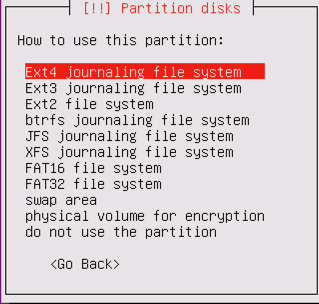 [!!] Partition disks
How to use this partition:
Ext4 journaling file system
Ext3 journaling file system
Ext2 file system
btrfs journaling file system
JFS journaling file system
XFS journaling file system
FAT16 file system
FAT32 file system
swap area
physical volume for encryption
do not use the partition
<Go Back>